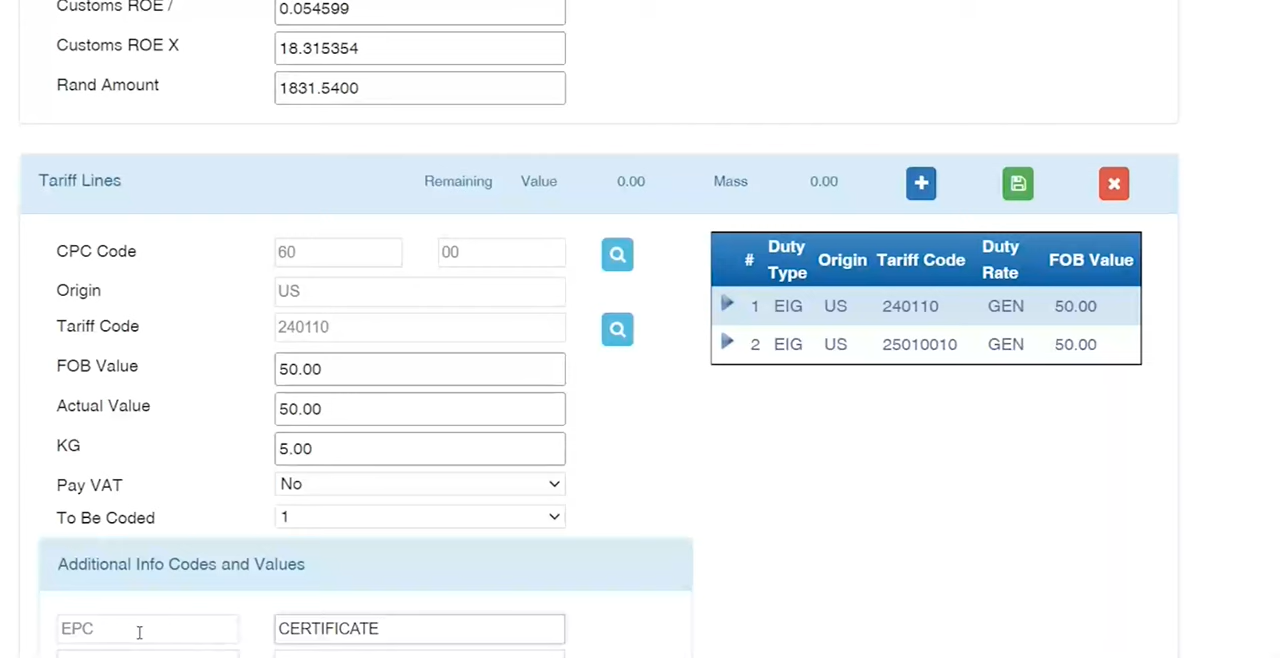 Customs ROE / 0.054599
Customs ROE X 18.315354
Rand Amount 1831.5400
Tariff Lines Remaining Value 0.00 Mass 0.00
CPC Code 60 00
Origin US
Tariff Code 240110
FOB Value 50.00
Actual Value 50.00
KG 5.00
Pay VAT No
To Be Coded 1
# Duty Type Origin Tariff Code Duty Rate FOB Value
1 EIG US 240110 GEN 50.00
2 EIG US 25010010 GEN 50.00
Additional Info Codes and Values
EPC CERTIFICATE